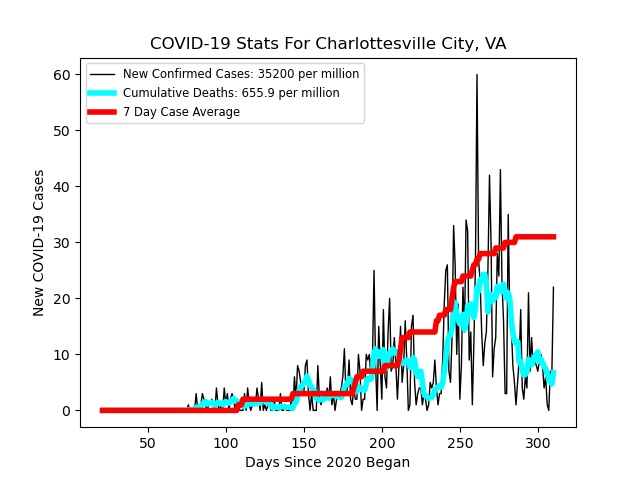 COVID-19 Stats For Charlottesville City, VA
New Confirmed Cases: 35200 per million
Cumulative Deaths: 655.9 per million
7 Day Case Average
New COVID-19 Cases
60
50
40
30
20
10
0
50 100 150 200 250 300
Days Since 2020 Began